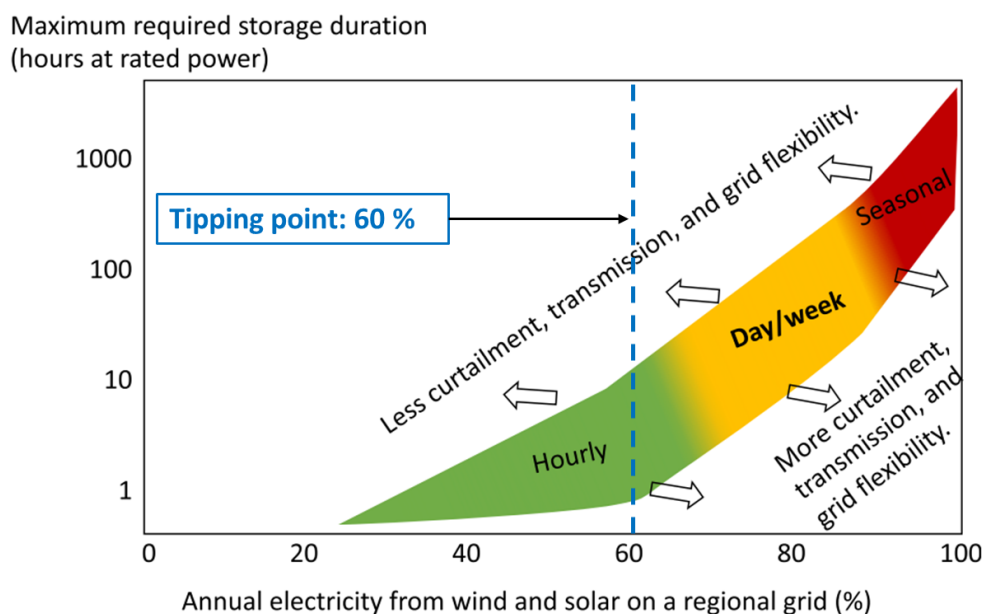 Maximum required storage duration
(hours at rated power)
1000
100
10
1
Tipping point: 60 %
Less curtailment, transmission, and grid flexibility.
Seasonal
Day/week
Hourly
More curtailment,
transmission, and
grid flexibility.
0 20 40 60 80 100
Annual electricity from wind and solar on a regional grid (%)